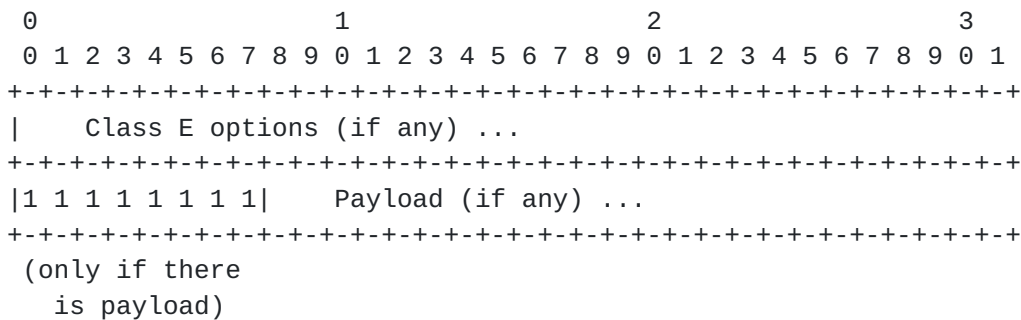 0                   1                   2                   3
 0 1 2 3 4 5 6 7 8 9 0 1 2 3 4 5 6 7 8 9 0 1 2 3 4 5 6 7 8 9 0 1
+-+-+-+-+-+-+-+-+-+-+-+-+-+-+-+-+-+-+-+-+-+-+-+-+-+-+-+-+-+-+-+-+
|    Class E options (if any) ...
+-+-+-+-+-+-+-+-+-+-+-+-+-+-+-+-+-+-+-+-+-+-+-+-+-+-+-+-+-+-+-+-+
|1 1 1 1 1 1 1 1|    Payload (if any) ...
+-+-+-+-+-+-+-+-+-+-+-+-+-+-+-+-+-+-+-+-+-+-+-+-+-+-+-+-+-+-+-+-+
 (only if there
   is payload)